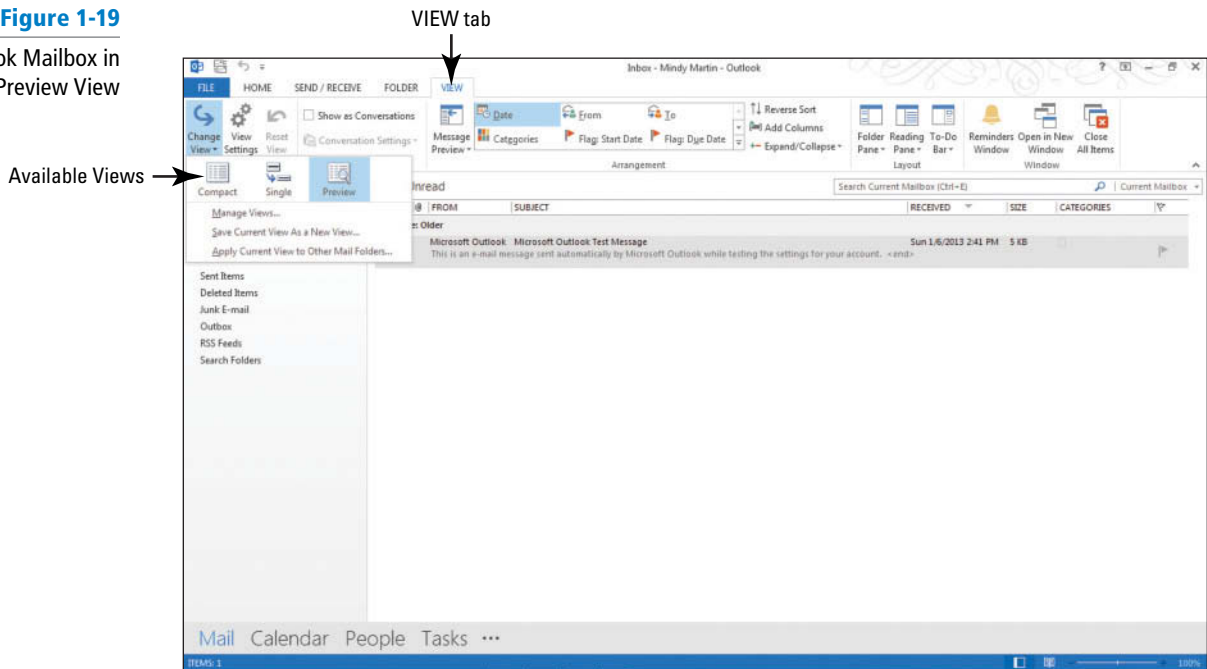 Figure 1-19
ok Mailbox in
Preview View
VIEW tab
Available Views
Inbox - Mindy Martin - Outlook
FILE HOME SEND / RECEIVE FOLDER VIEW
Change View
View Settings
Reset View
Show as Conversations
Conversation Settings
Message Preview
Date
From
To
Categories
Flag: Start Date
Flag: Due Date
Reverse Sort
Add Columns
Expand/Collapse
Arrangement
Folder Pane
Reading Pane
To-Do Bar
Layout
Reminders Window
Open in New Window
Close All Items
Window
Compact Single Preview
Manage Views...
Save Current View As a New View...
Apply Current View to Other Mail Folders...
nread
Search Current Mailbox (Ctrl+E)
Current Mailbox
FROM SUBJECT RECEIVED SIZE CATEGORIES
e: Older
Microsoft Outlook Microsoft Outlook Test Message Sun 1/6/2013 2:41 PM 5 KB
This is an e-mail message sent automatically by Microsoft Outlook while testing the settings for your account. <end>
Sent Items
Deleted Items
Junk E-mail
Outbox
RSS Feeds
Search Folders
Mail Calendar People Tasks •••
ITEMS: 1
100%